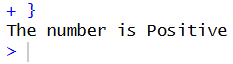 + }
The number is Positive
>